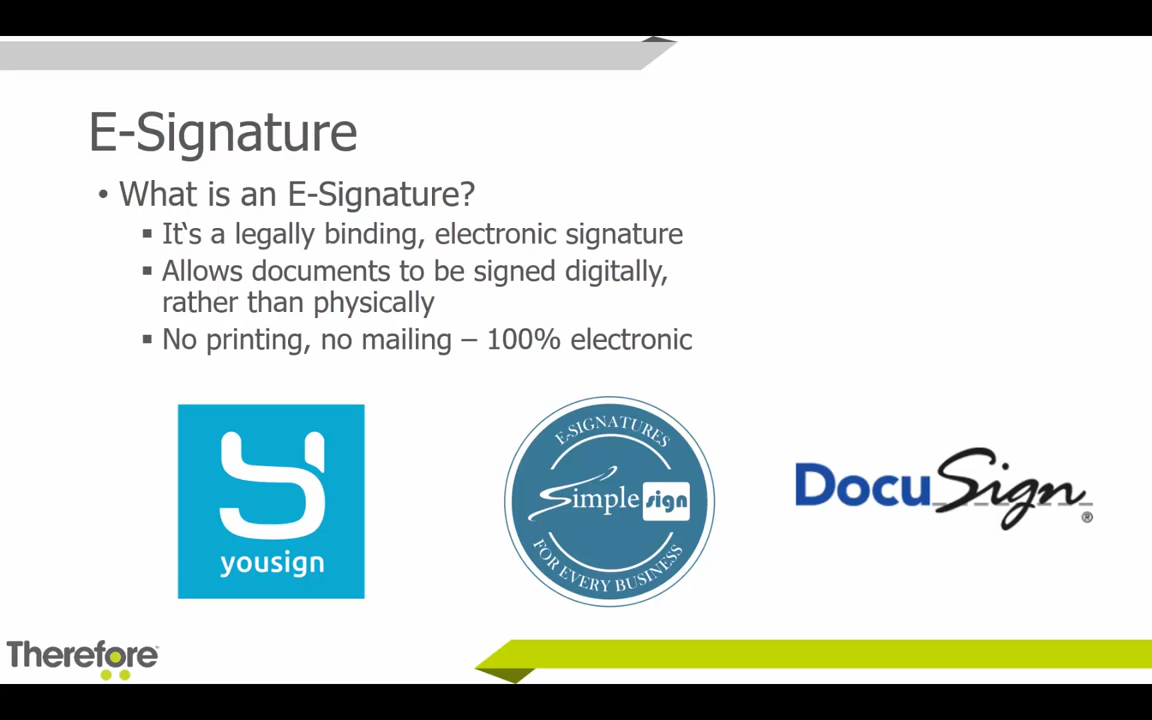 E-Signature
• What is an E-Signature?
▪ It‘s a legally binding, electronic signature
▪ Allows documents to be signed digitally,
rather than physically
▪ No printing, no mailing – 100% electronic
yousign
E-SIGNATURES
Simple sign
FOR EVERY BUSINESS
DocuSign®
Therefore™